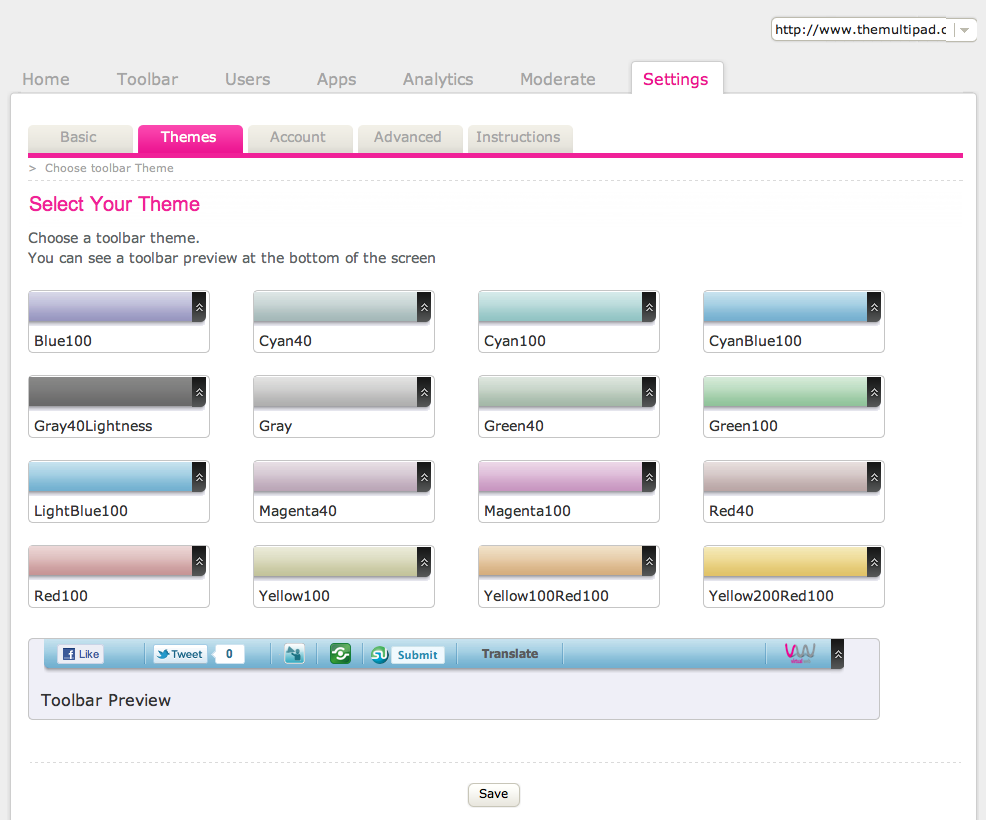 http://www.themultipad.c
Home Toolbar Users Apps Analytics Moderate Settings
Basic Themes Account Advanced Instructions
> Choose toolbar Theme
Select Your Theme
Choose a toolbar theme.
You can see a toolbar preview at the bottom of the screen
Blue100 Cyan40 Cyan100 CyanBlue100
Gray40Lightness Gray Green40 Green100
LightBlue100 Magenta40 Magenta100 Red40
Red100 Yellow100 Yellow100Red100 Yellow200Red100
Like Tweet 0 Submit Translate
Toolbar Preview
Save